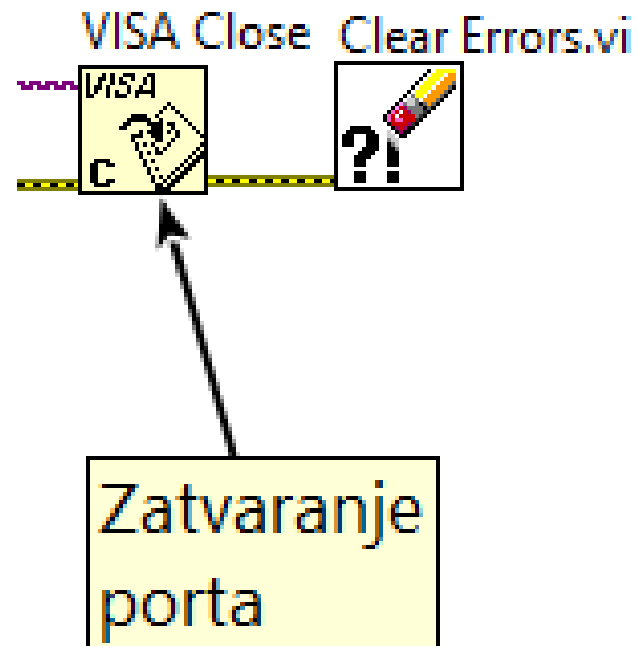 VISA Close Clear Errors.vi
VISA
C
?!
Zatvaranje
porta